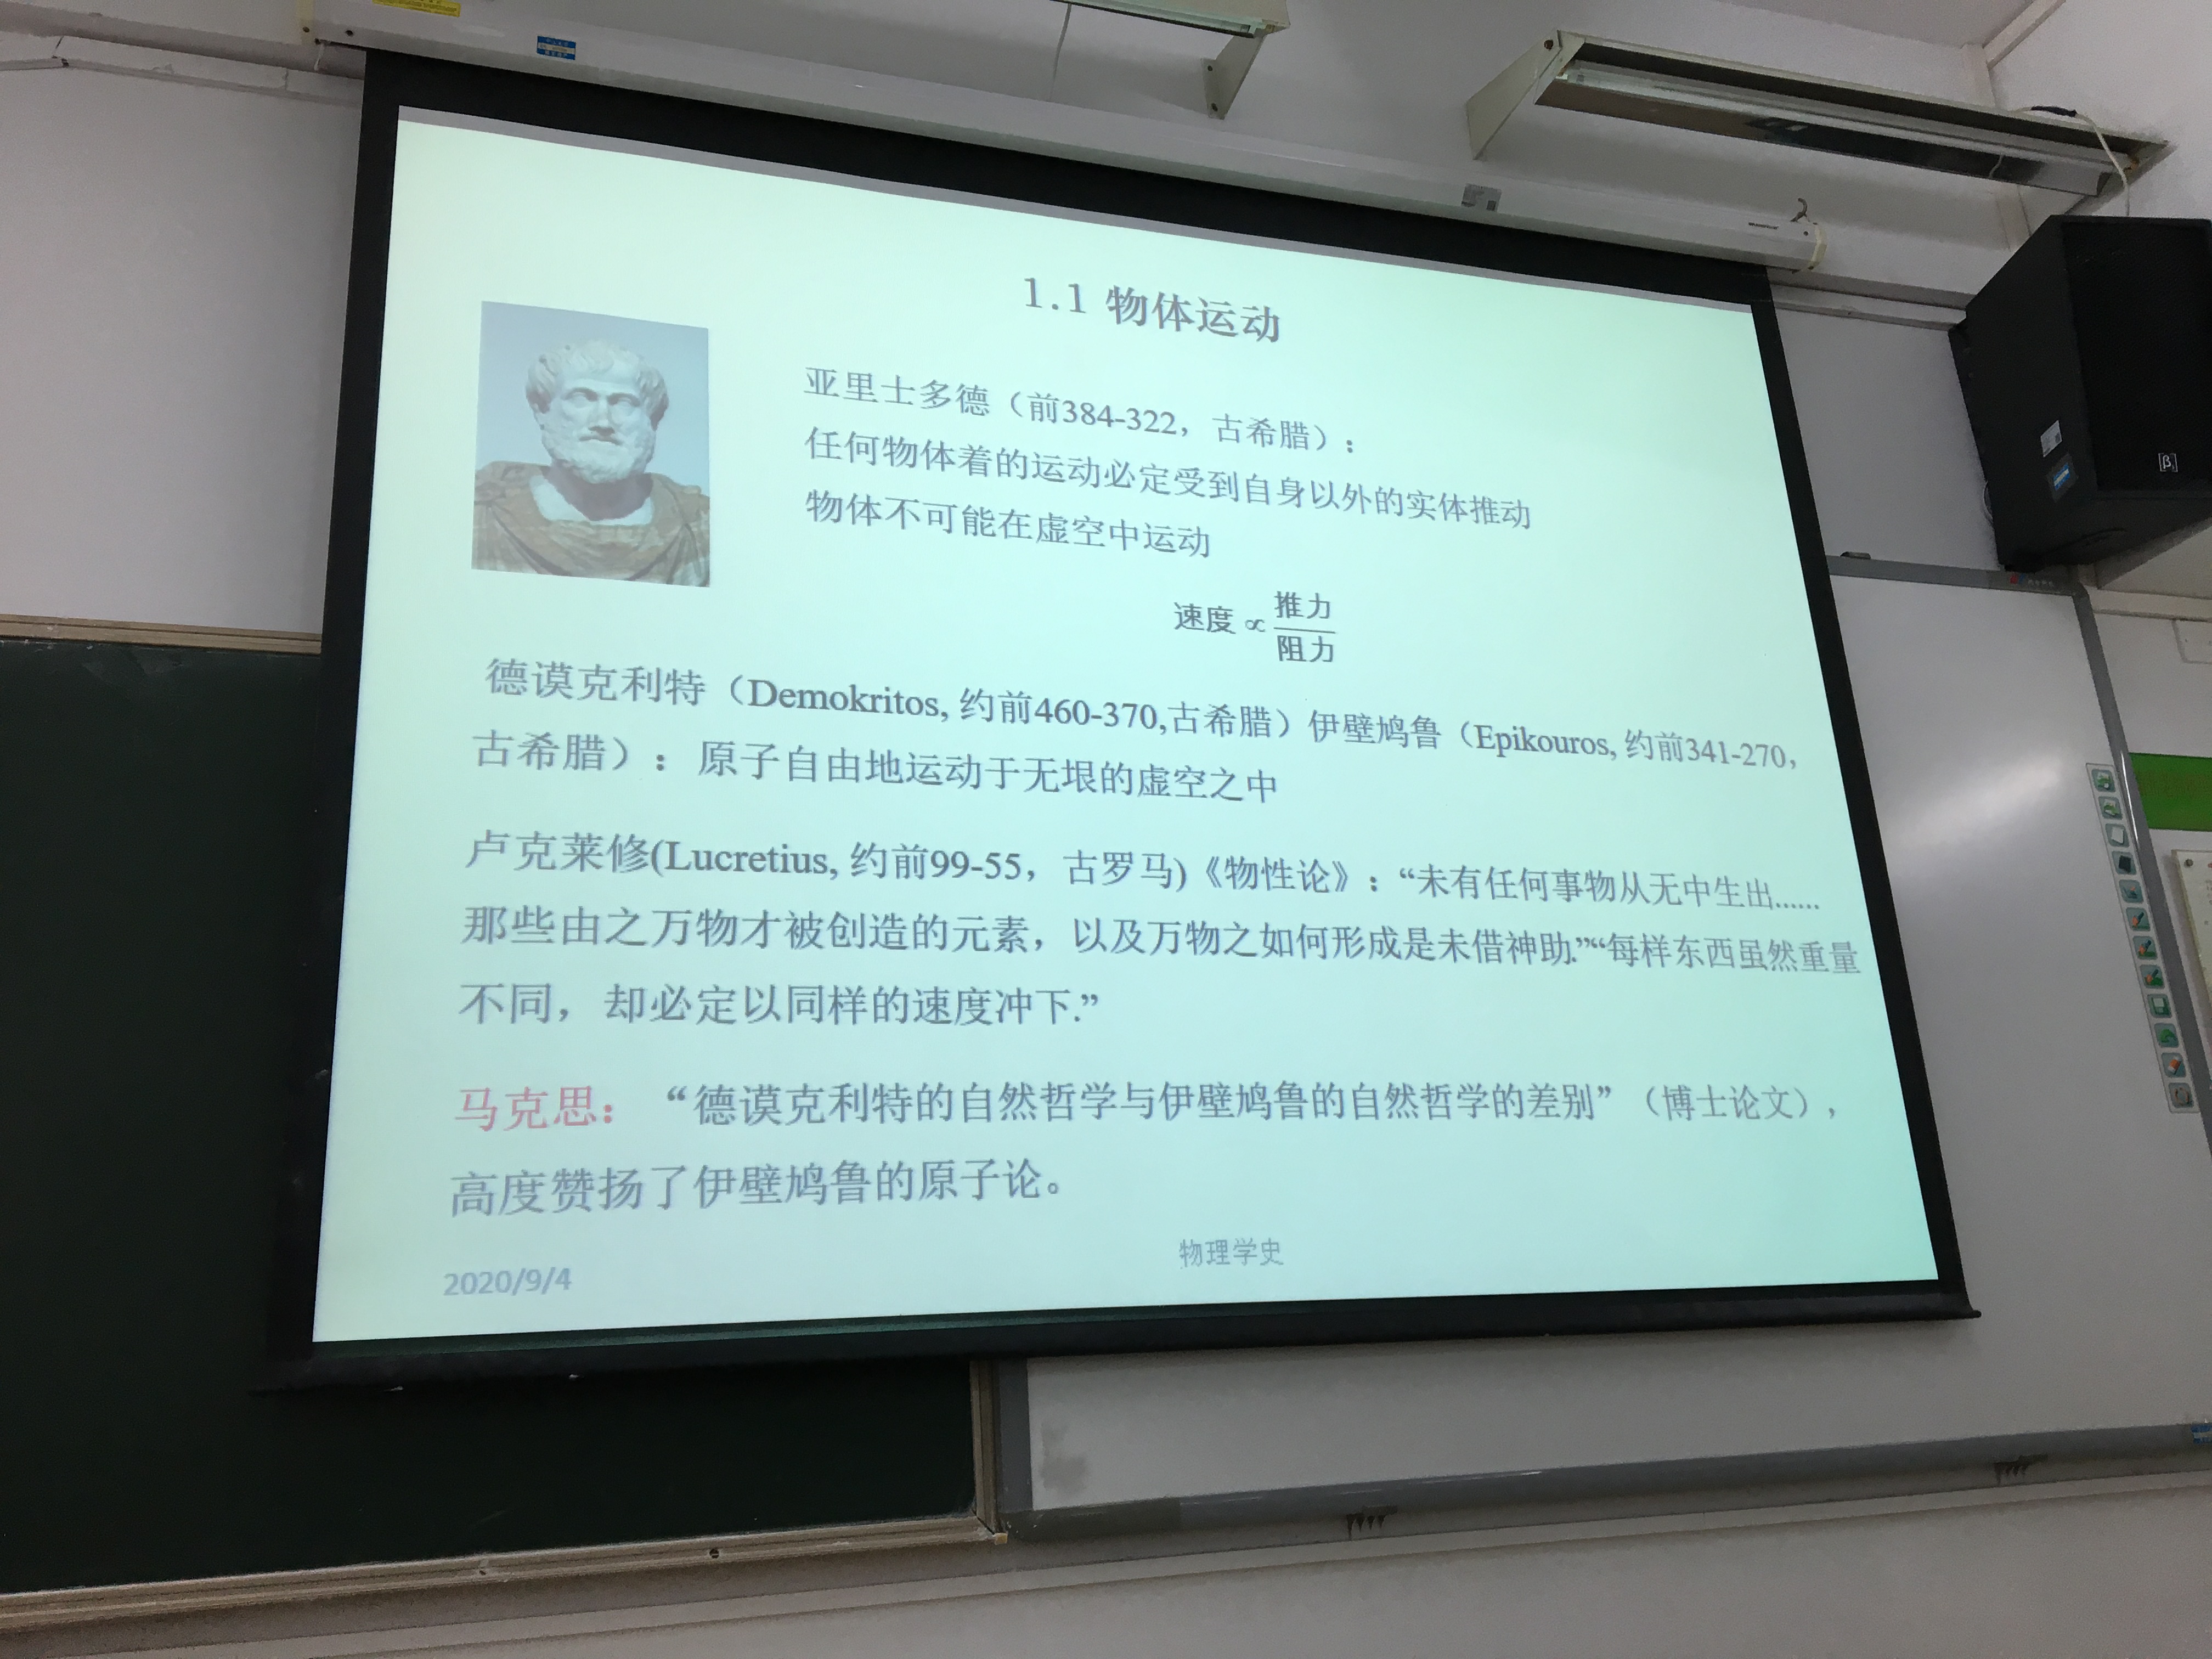 1.1 物体运动
亚里士多德（前384-322，古希腊）：
任何物体着的运动必定受到自身以外的实体推动
物体不可能在虚空中运动
速度 ∝ 推力
阻力
德谟克利特（Demokritos, 约前460-370,古希腊）伊壁鸠鲁（Epikouros, 约前341-270，
古希腊）：原子自由地运动于无垠的虚空之中
卢克莱修(Lucretius, 约前99-55，古罗马)《物性论》：“未有任何事物从无中生出......
那些由之万物才被创造的元素，以及万物之如何形成是未借神助.”“每样东西虽然重量
不同，却必定以同样的速度冲下.”
马克思：“德谟克利特的自然哲学与伊壁鸠鲁的自然哲学的差别”（博士论文），
高度赞扬了伊壁鸠鲁的原子论。
物理学史
2020/9/4
β